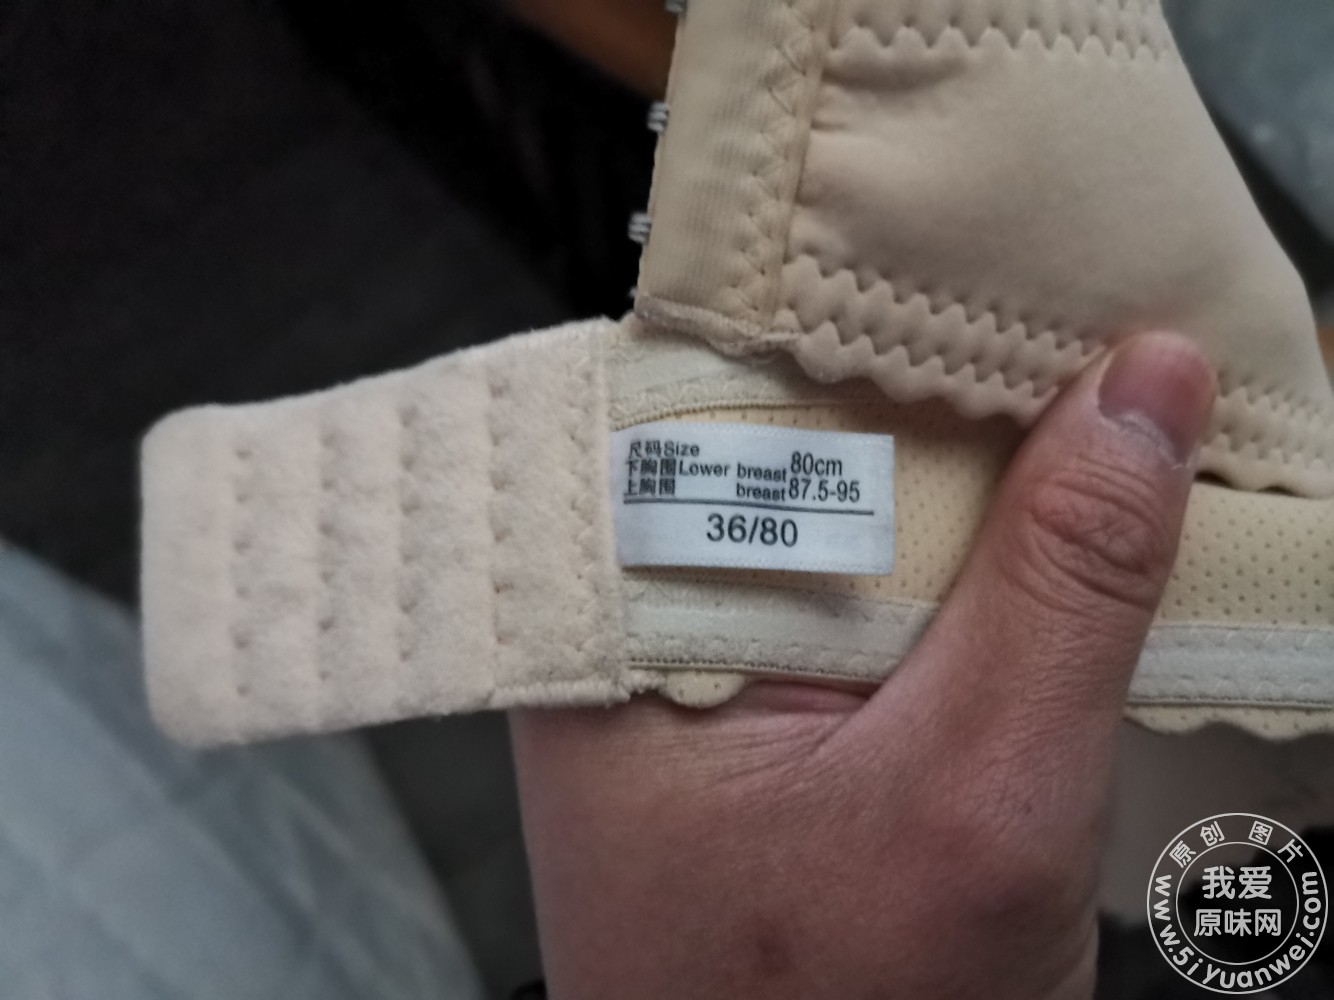 尺码Size
下胸围Lower breast 80cm
上胸围 breast 87.5-95
36/80
原创 图片
我爱
原味网
www.5iyuanwei.com